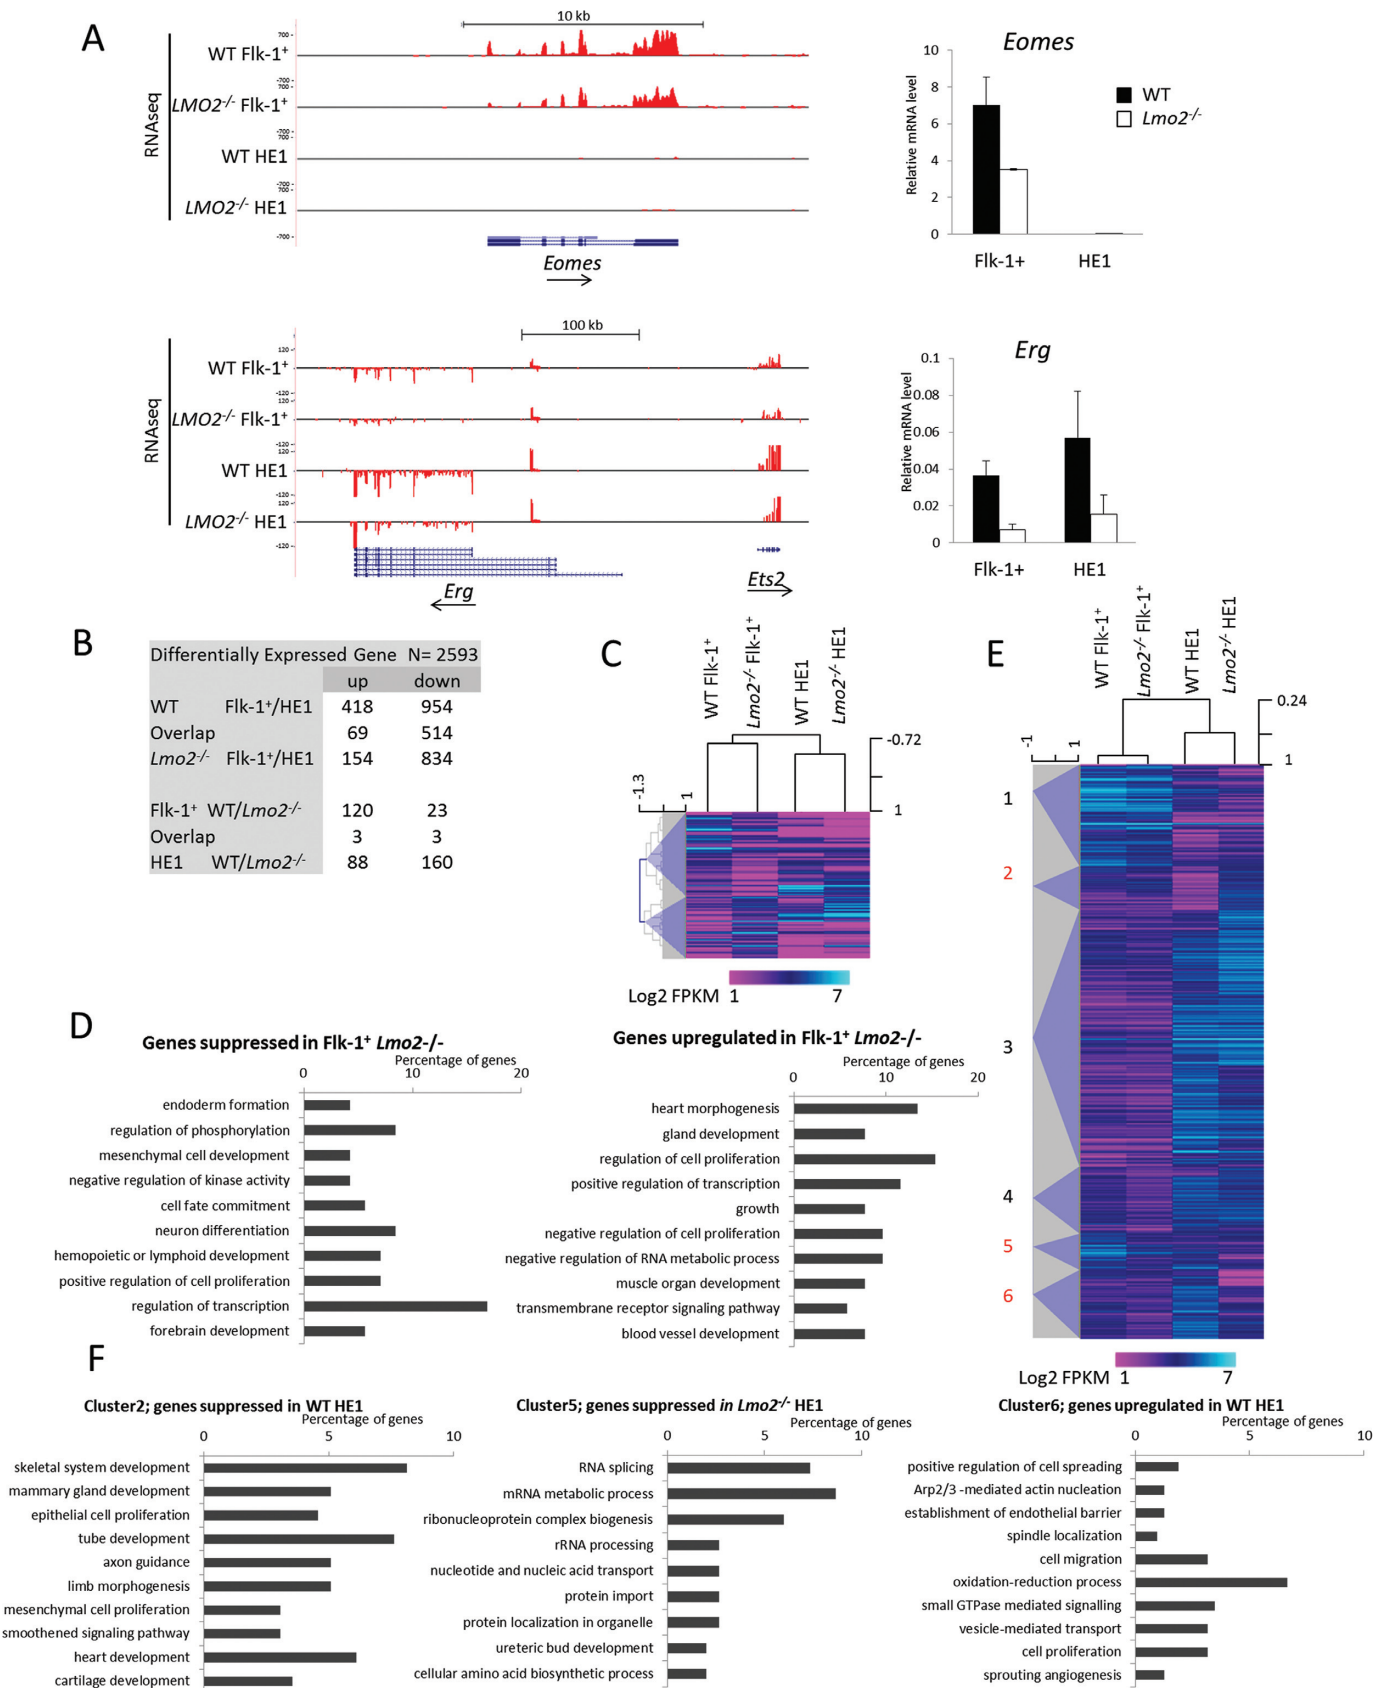 A
RNAseq
10 kb
WT Flk-1+
LMO2-/- Flk-1+
WT HE1
LMO2-/- HE1
700
-700
700
-700
700
-700
700
-700
Eomes
Eomes
Relative mRNA level
10
8
6
4
2
0
WT
Lmo2-/-
Flk-1+ HE1
RNAseq
100 kb
WT Flk-1+
LMO2-/- Flk-1+
WT HE1
LMO2-/- HE1
120
-120
120
-120
120
-120
120
-120
Erg
Ets2
Erg
Relative mRNA level
0.1
0.08
0.06
0.04
0.02
0
Flk-1+ HE1
B
Differentially Expressed Gene N= 2593
up down
WT Flk-1+/HE1 418 954
Overlap 69 514
Lmo2-/- Flk-1+/HE1 154 834
Flk-1+ WT/Lmo2-/- 120 23
Overlap 3 3
HE1 WT/Lmo2-/- 88 160
C
WT Flk-1+
Lmo2-/- Flk-1+
WT HE1
Lmo2-/- HE1
-0.72
1
-1.3
1
Log2 FPKM 1 7
E
WT Flk-1+
Lmo2-/- Flk-1+
WT HE1
Lmo2-/- HE1
0.24
1
-1
1
1
2
3
4
5
6
Log2 FPKM 1 7
D
Genes suppressed in Flk-1+ Lmo2-/-
Percentage of genes
0 10 20
endoderm formation
regulation of phosphorylation
mesenchymal cell development
negative regulation of kinase activity
cell fate commitment
neuron differentiation
hemopoietic or lymphoid development
positive regulation of cell proliferation
regulation of transcription
forebrain development
Genes upregulated in Flk-1+ Lmo2-/-
Percentage of genes
0 10 20
heart morphogenesis
gland development
regulation of cell proliferation
positive regulation of transcription
growth
negative regulation of cell proliferation
negative regulation of RNA metabolic process
muscle organ development
transmembrane receptor signaling pathway
blood vessel development
F
Cluster2; genes suppressed in WT HE1
Percentage of genes
0 5 10
skeletal system development
mammary gland development
epithelial cell proliferation
tube development
axon guidance
limb morphogenesis
mesenchymal cell proliferation
smoothened signaling pathway
heart development
cartilage development
Cluster5; genes suppressed in Lmo2-/- HE1
Percentage of genes
0 5 10
RNA splicing
mRNA metabolic process
ribonucleoprotein complex biogenesis
rRNA processing
nucleotide and nucleic acid transport
protein import
protein localization in organelle
ureteric bud development
cellular amino acid biosynthetic process
Cluster6; genes upregulated in WT HE1
Percentage of genes
0 5 10
positive regulation of cell spreading
Arp2/3 -mediated actin nucleation
establishment of endothelial barrier
spindle localization
cell migration
oxidation-reduction process
small GTPase mediated signalling
vesicle-mediated transport
cell proliferation
sprouting angiogenesis